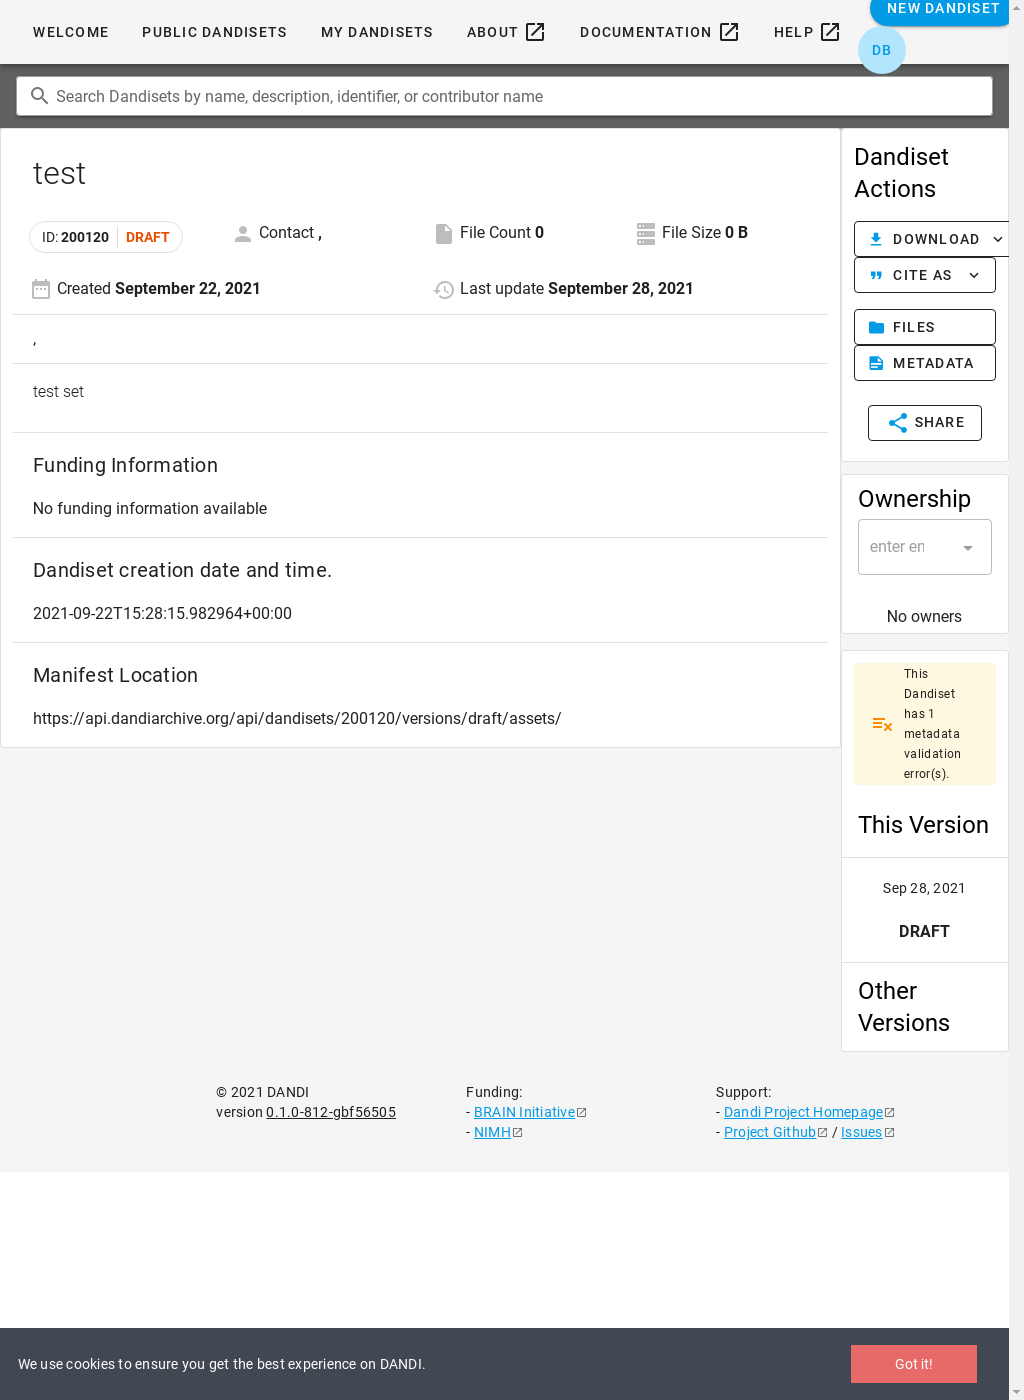 WELCOME
PUBLIC DANDISETS
MY DANDISETS
ABOUT
DOCUMENTATION
HELP
NEW DANDISET
DB
Search Dandisets by name, description, identifier, or contributor name
test
ID: 200120 DRAFT
Contact ,
File Count 0
File Size 0 B
Created September 22, 2021
Last update September 28, 2021
,
test set
Funding Information
No funding information available
Dandiset creation date and time.
2021-09-22T15:28:15.982964+00:00
Manifest Location
https://api.dandiarchive.org/api/dandisets/200120/versions/draft/assets/
Dandiset
Actions
DOWNLOAD
CITE AS
FILES
METADATA
SHARE
Ownership
enter en
No owners
This
Dandiset
has 1
metadata
validation
error(s).
This Version
Sep 28, 2021
DRAFT
Other
Versions
© 2021 DANDI
version 0.1.0-812-gbf56505
Funding:
- BRAIN Initiative
- NIMH
Support:
- Dandi Project Homepage
- Project Github / Issues
We use cookies to ensure you get the best experience on DANDI.
Got it!